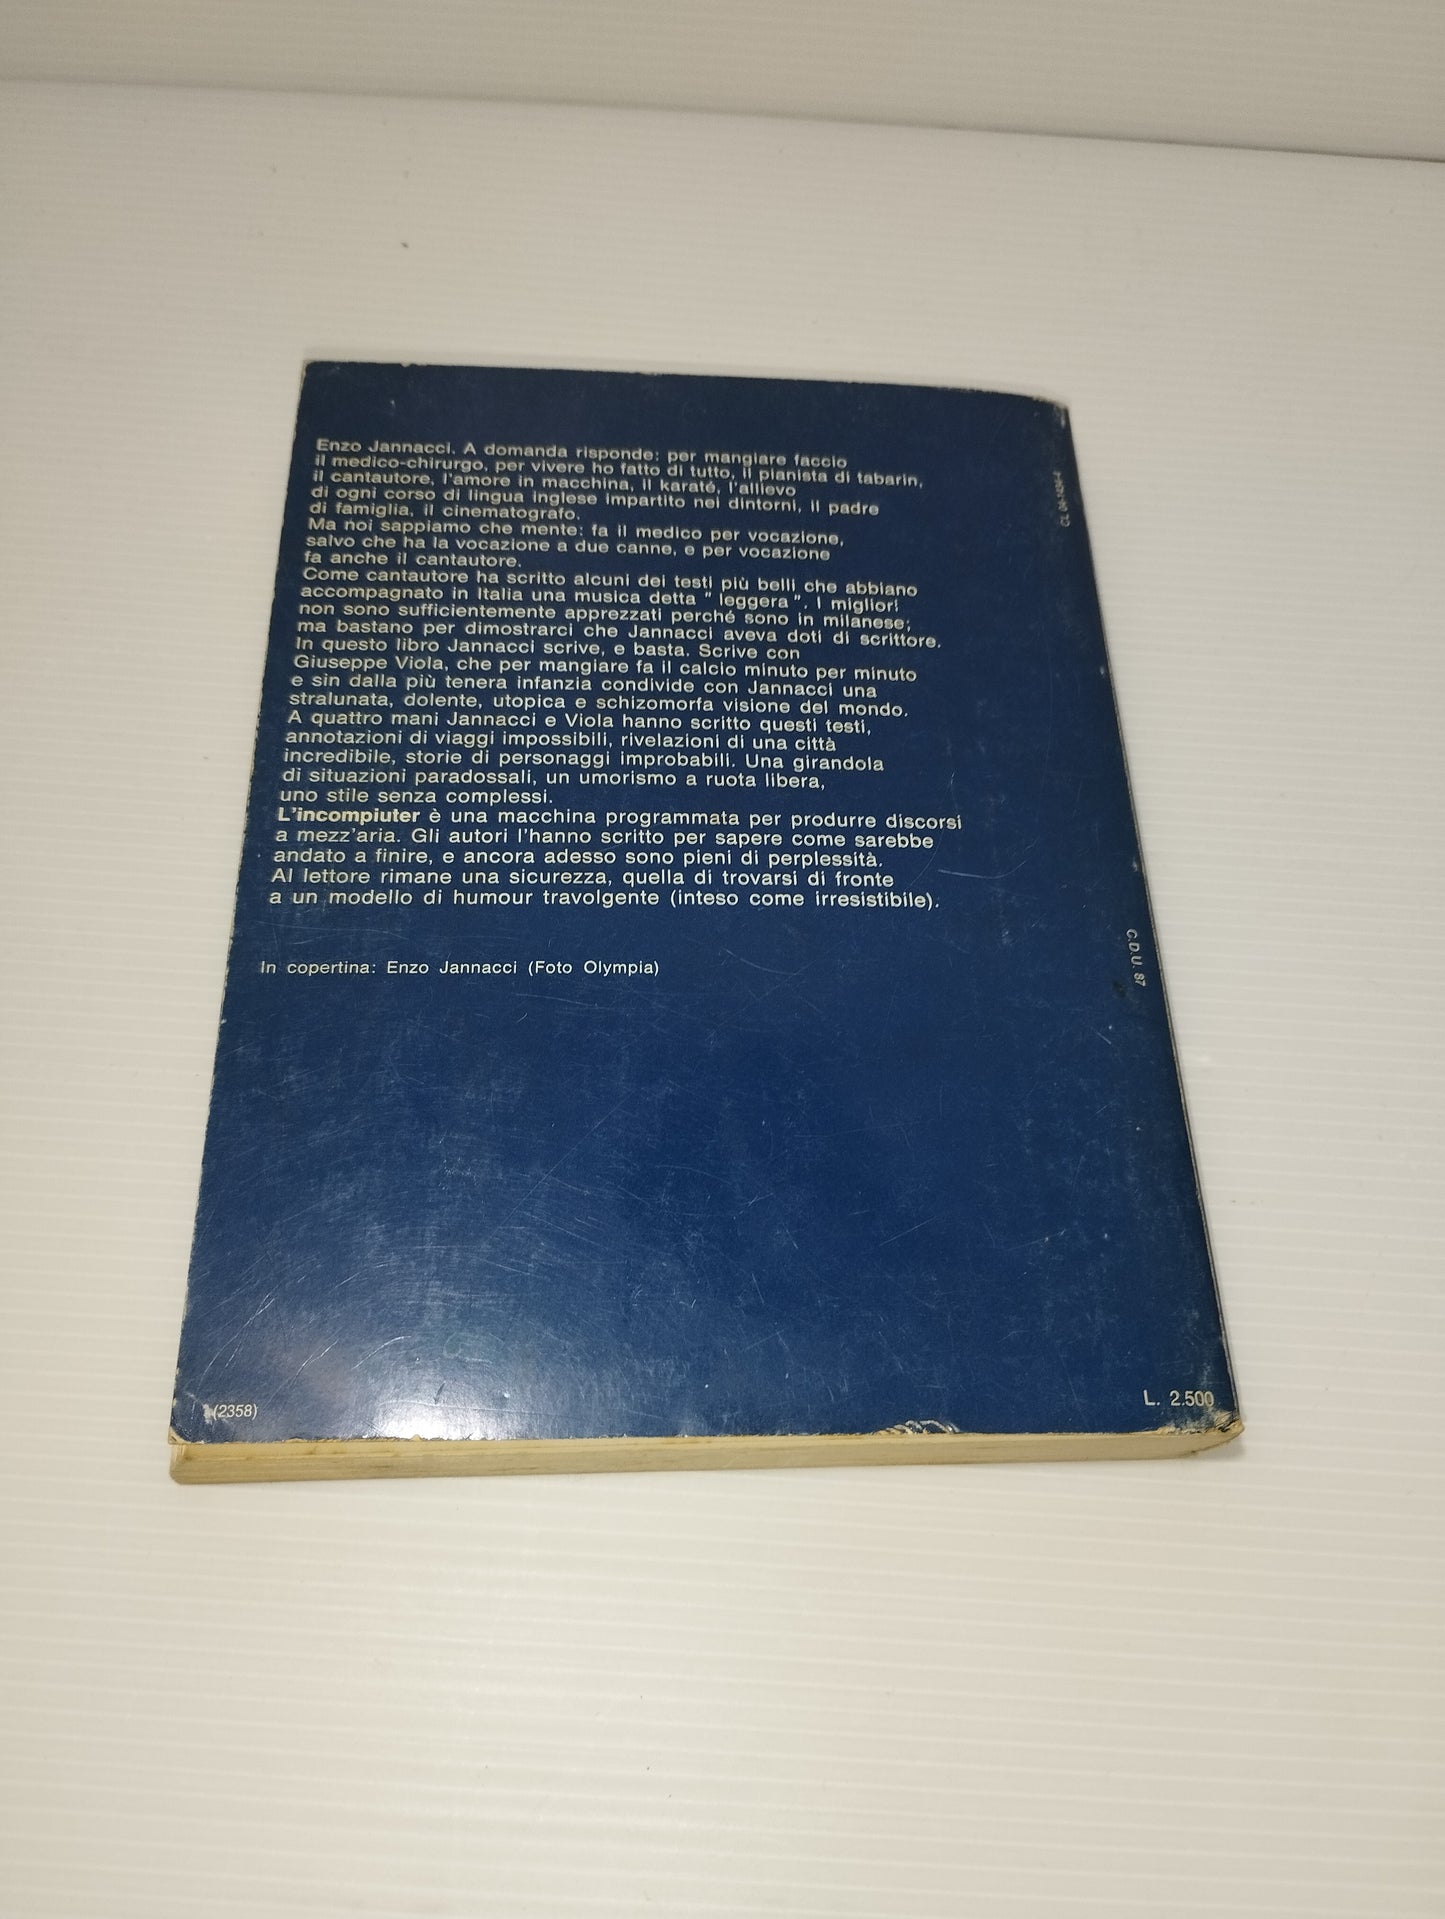 Enzo Jannacci. A domanda risponde: per mangiare faccio
il medico-chirurgo, per vivere ho fatto di tutto, il pianista di tabarin,
il cantautore, l'amore in macchina, il karaté, l'allievo
di ogni corso di lingua inglese impartito nei dintorni, il padre
di famiglia, il cinematografo.
Ma noi sappiamo che mente: fa il medico per vocazione,
salvo che ha la vocazione a due canne, e per vocazione
fa anche il cantautore.
Come cantautore ha scritto alcuni dei testi più belli che abbiano
accompagnato in Italia una musica detta " leggera ". I migliori
non sono sufficientemente apprezzati perché sono in milanese;
ma bastano per dimostrarci che Jannacci aveva doti di scrittore.
In questo libro Jannacci scrive, e basta. Scrive con
Giuseppe Viola, che per mangiare fa il calcio minuto per minuto
e sin dalla più tenera infanzia condivide con Jannacci una
stralunata, dolente, utopica e schizomorfa visione del mondo.
A quattro mani Jannacci e Viola hanno scritto questi testi,
annotazioni di viaggi impossibili, rivelazioni di una città
incredibile, storie di personaggi improbabili. Una girandola
di situazioni paradossali, un umorismo a ruota libera,
uno stile senza complessi.
L'incompiuter è una macchina programmata per produrre discorsi
a mezz'aria. Gli autori l'hanno scritto per sapere come sarebbe
andato a finire, e ancora adesso sono pieni di perplessità.
Al lettore rimane una sicurezza, quella di trovarsi di fronte
a un modello di humour travolgente (inteso come irresistibile).
In copertina: Enzo Jannacci (Foto Olympia)
C.D.U. 87
(2358)
L. 2.500